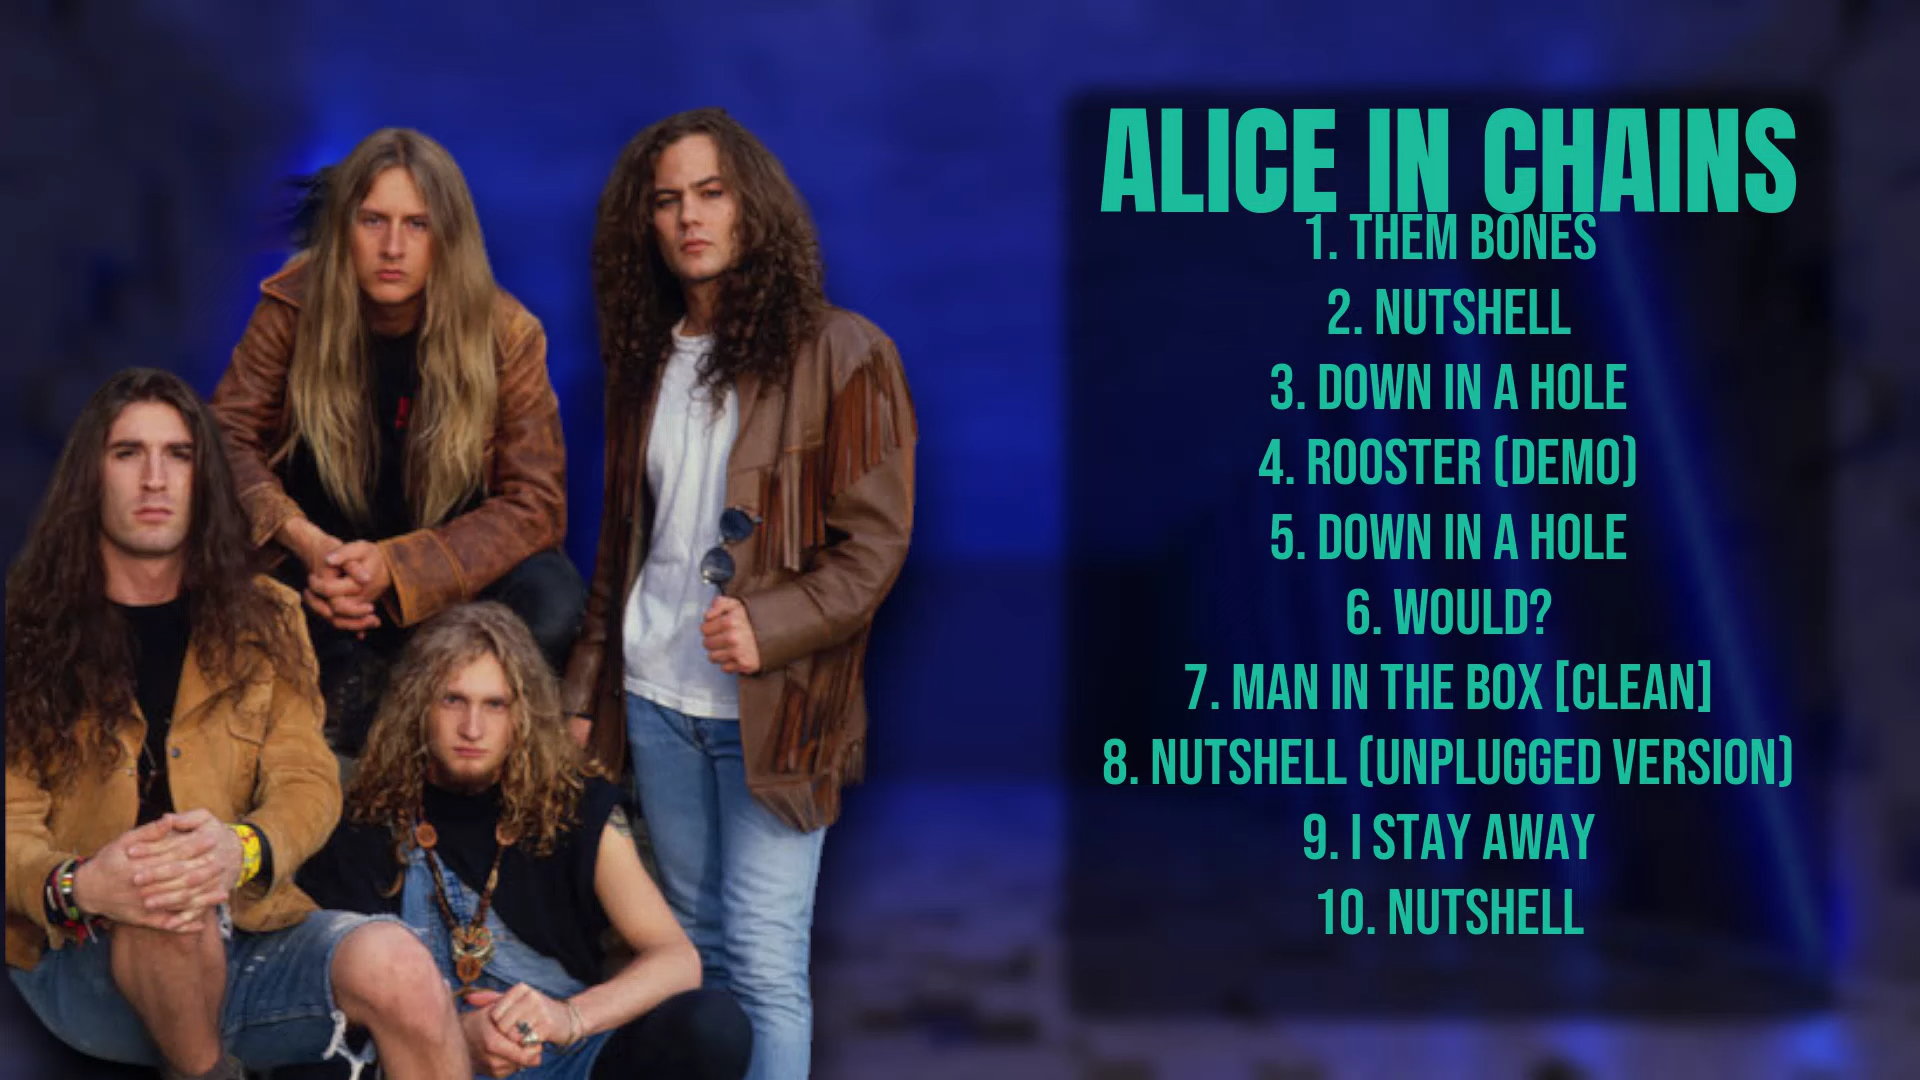 ALICE IN CHAINS
1. THEM BONES
2. NUTSHELL
3. DOWN IN A HOLE
4. ROOSTER (DEMO)
5. DOWN IN A HOLE
6. WOULD?
7. MAN IN THE BOX [CLEAN]
8. NUTSHELL (UNPLUGGED VERSION)
9. I STAY AWAY
10. NUTSHELL